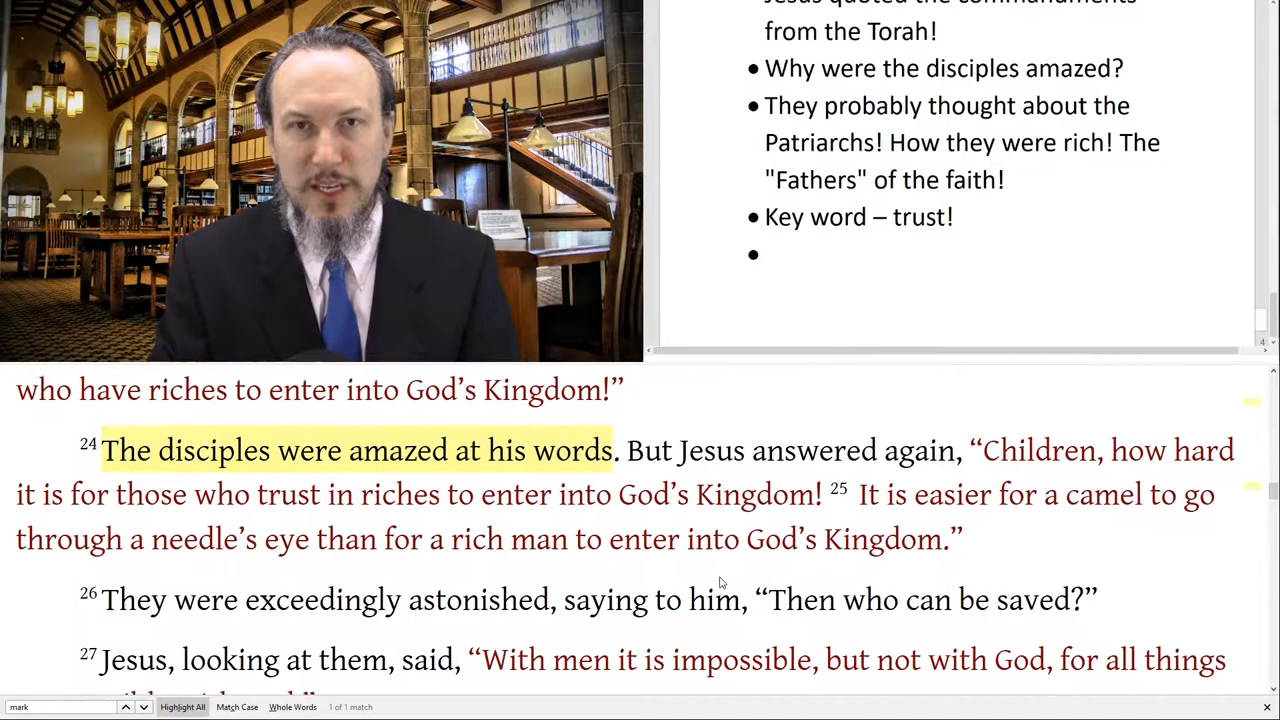 Jesus quoted the commandments
from the Torah!
• Why were the disciples amazed?
• They probably thought about the
Patriarchs! How they were rich! The
"Fathers" of the faith!
• Key word – trust!
•
4
who have riches to enter into God’s Kingdom!”
24 The disciples were amazed at his words. But Jesus answered again, “Children, how hard
it is for those who trust in riches to enter into God’s Kingdom! 25 It is easier for a camel to go
through a needle’s eye than for a rich man to enter into God’s Kingdom.”
26 They were exceedingly astonished, saying to him, “Then who can be saved?”
27 Jesus, looking at them, said, “With men it is impossible, but not with God, for all things
mark Highlight All Match Case Whole Words 1 of 1 match